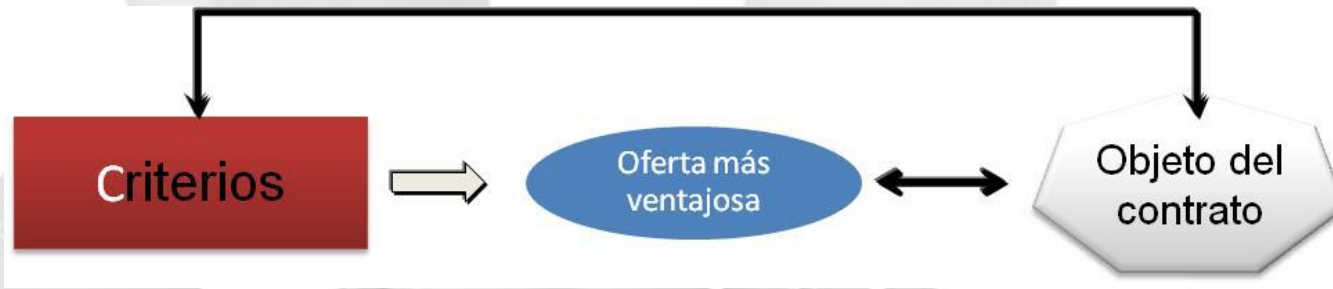 Criterios
Oferta más
ventajosa
Objeto del
contrato